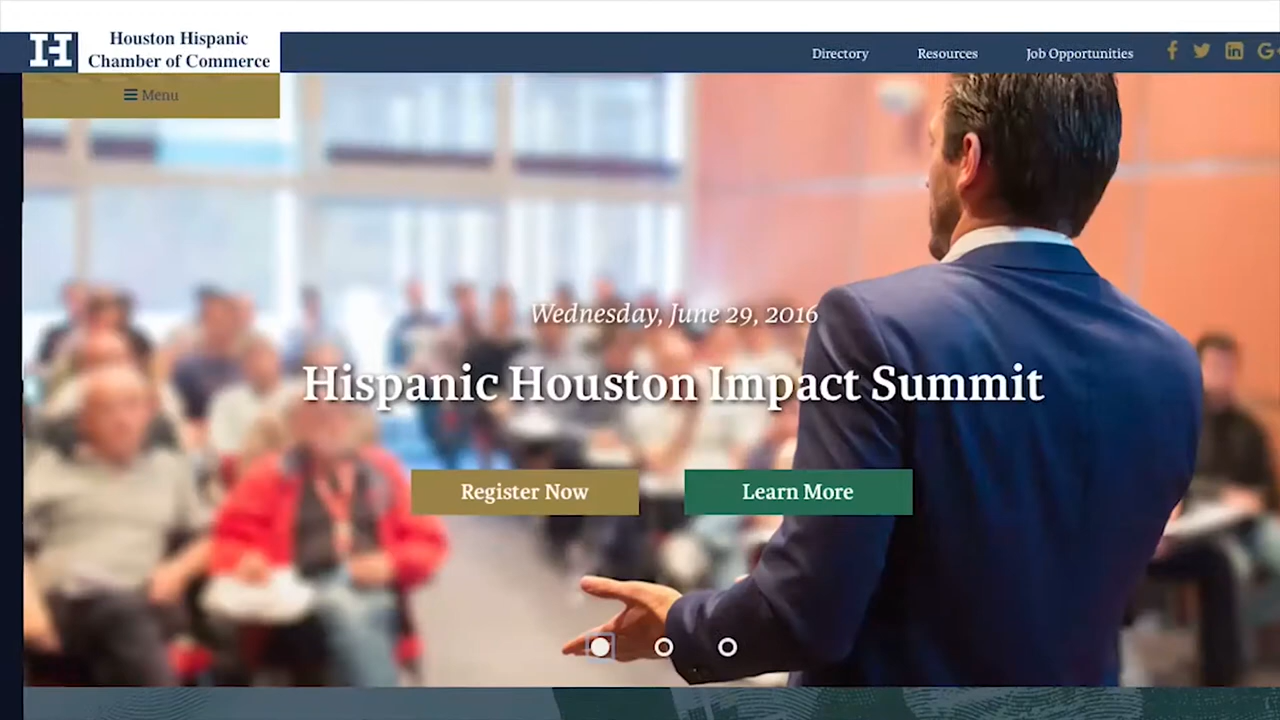 Houston Hispanic
Chamber of Commerce
Directory
Resources
Job Opportunities
Menu
Wednesday, June 29, 2016
Hispanic Houston Impact Summit
Register Now
Learn More